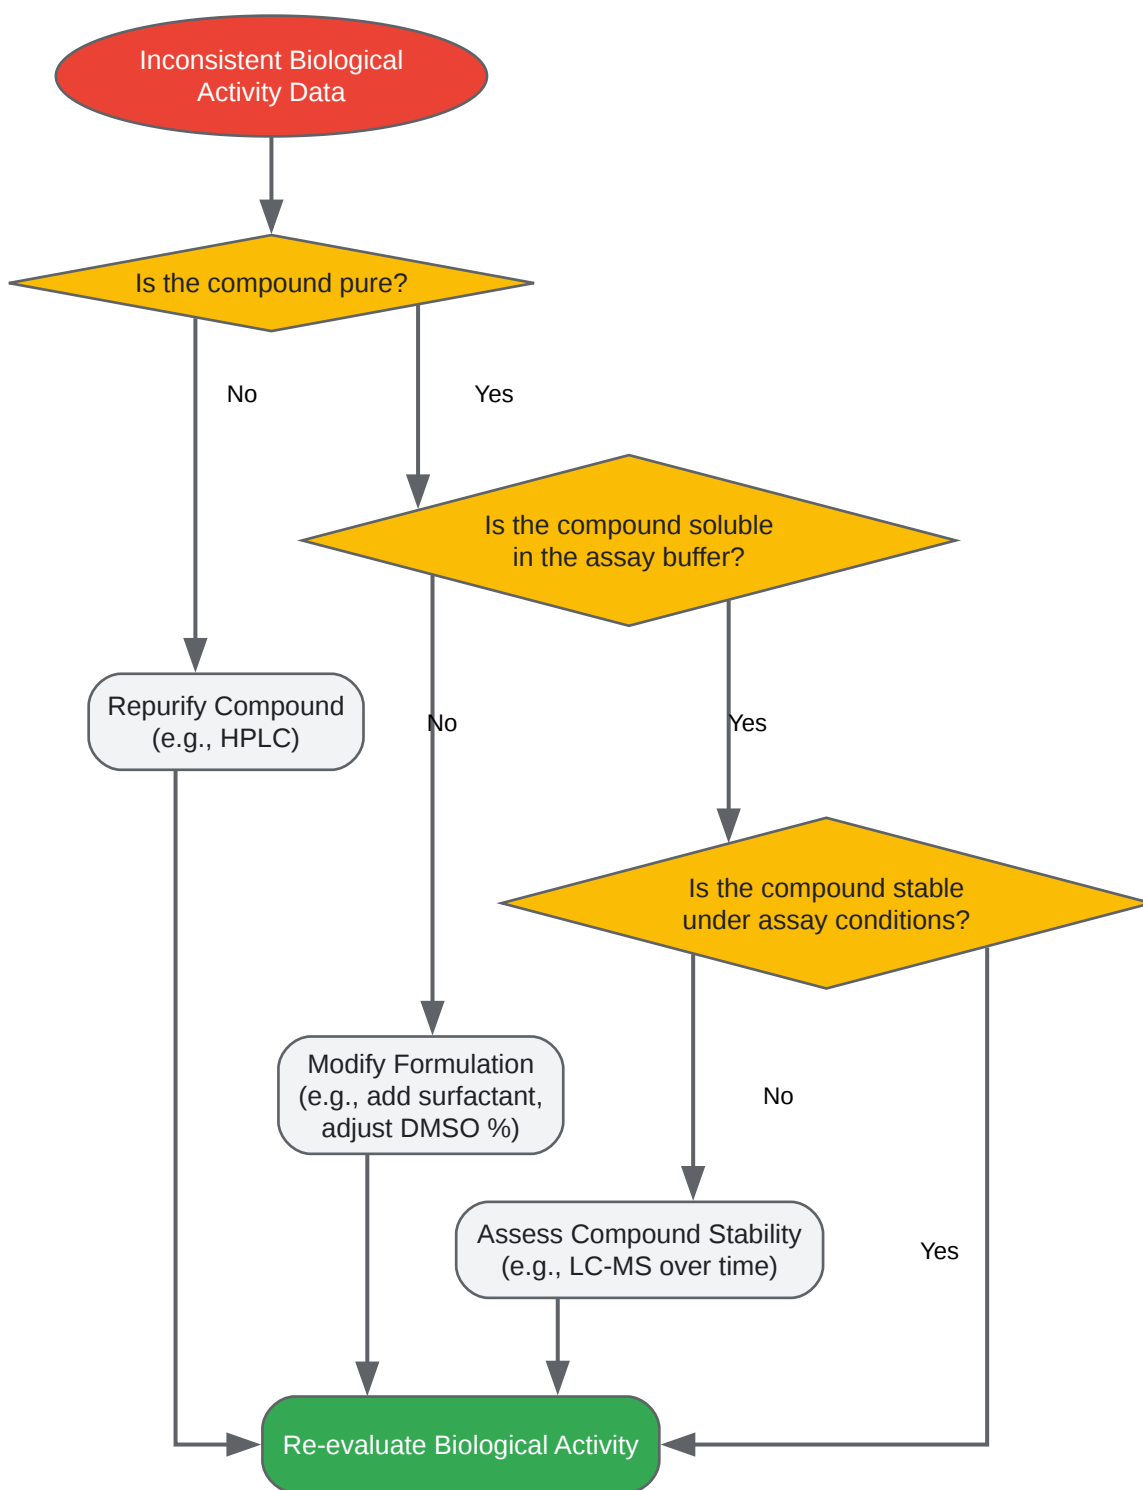 Inconsistent Biological
Activity Data
Is the compound pure?
No
Yes
Is the compound soluble
in the assay buffer?
Repurify Compound
(e.g., HPLC)
No
Yes
Is the compound stable
under assay conditions?
Modify Formulation
(e.g., add surfactant,
adjust DMSO %)
No
Assess Compound Stability
(e.g., LC-MS over time)
Yes
Re-evaluate Biological Activity